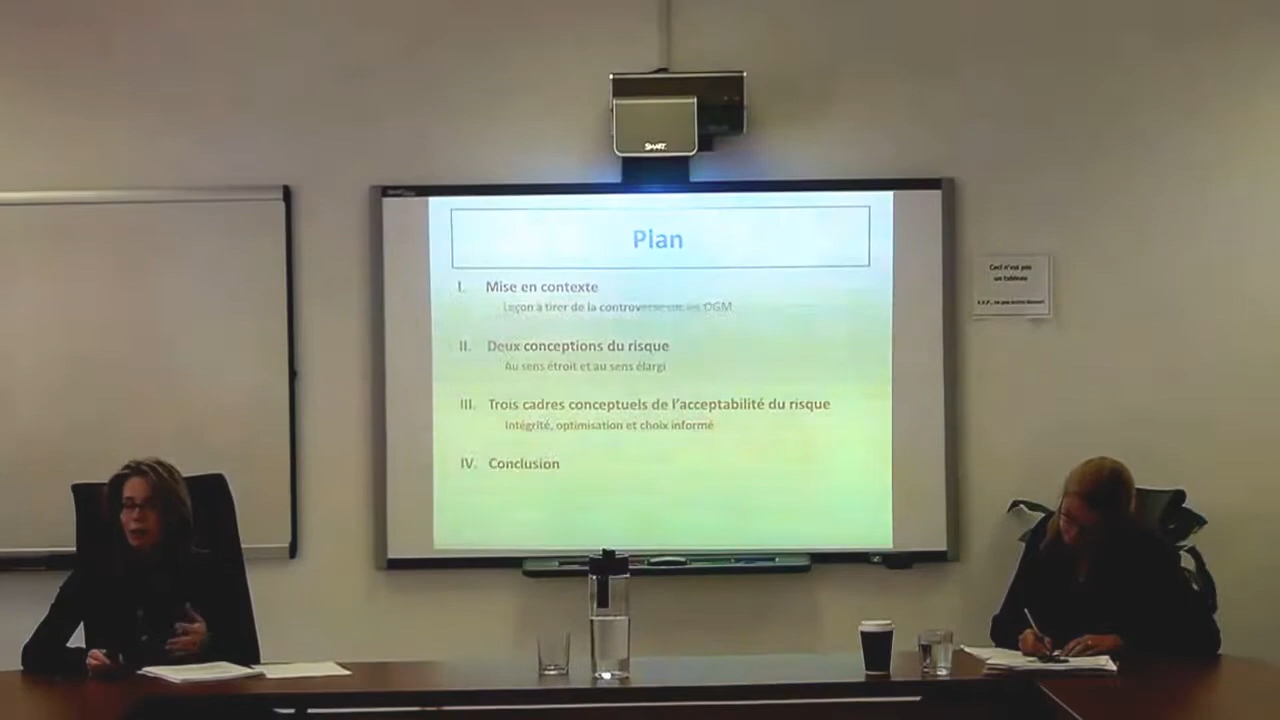 SMART
Plan
I. Mise en contexte
Leçon à tirer de la controverse sur les OGM
II. Deux conceptions du risque
Au sens étroit et au sens élargi
III. Trois cadres conceptuels de l'acceptabilité du risque
Intégrité, optimisation et choix informé
IV. Conclusion
Ceci n'est pas
un tableau